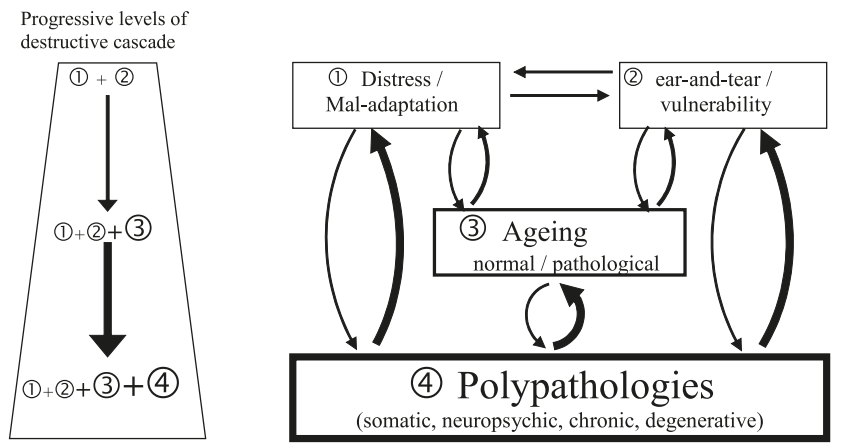 Progressive levels of
destructive cascade
① + ②
①+②+③
①+②+③+④
① Distress /
Mal-adaptation
② ear-and-tear /
vulnerability
③ Ageing
normal / pathological
④ Polypathologies
(somatic, neuropsychic, chronic, degenerative)